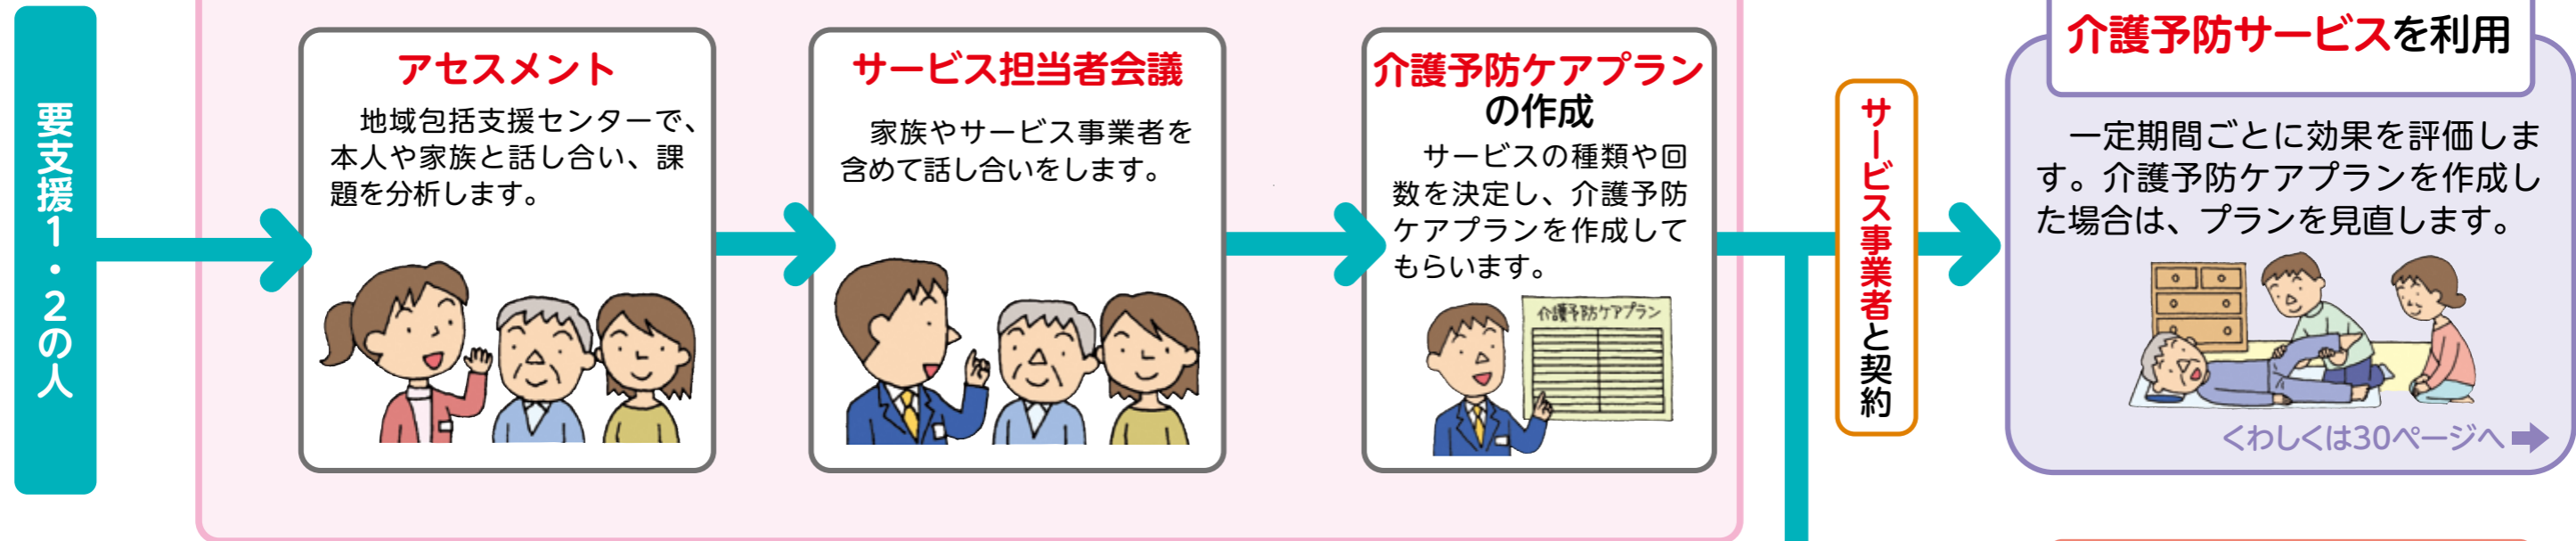 要支援1・2の人
アセスメント
地域包括支援センターで、
本人や家族と話し合い、課
題を分析します。
サービス担当者会議
家族やサービス事業者を
含めて話し合いをします。
介護予防ケアプラン
の作成
サービスの種類や回
数を決定し、介護予防
ケアプランを作成して
もらいます。
介護予防ケアプラン
サービス事業者と契約
介護予防サービスを利用
一定期間ごとに効果を評価しま
す。介護予防ケアプランを作成し
た場合は、プランを見直します。
くわしくは30ページへ